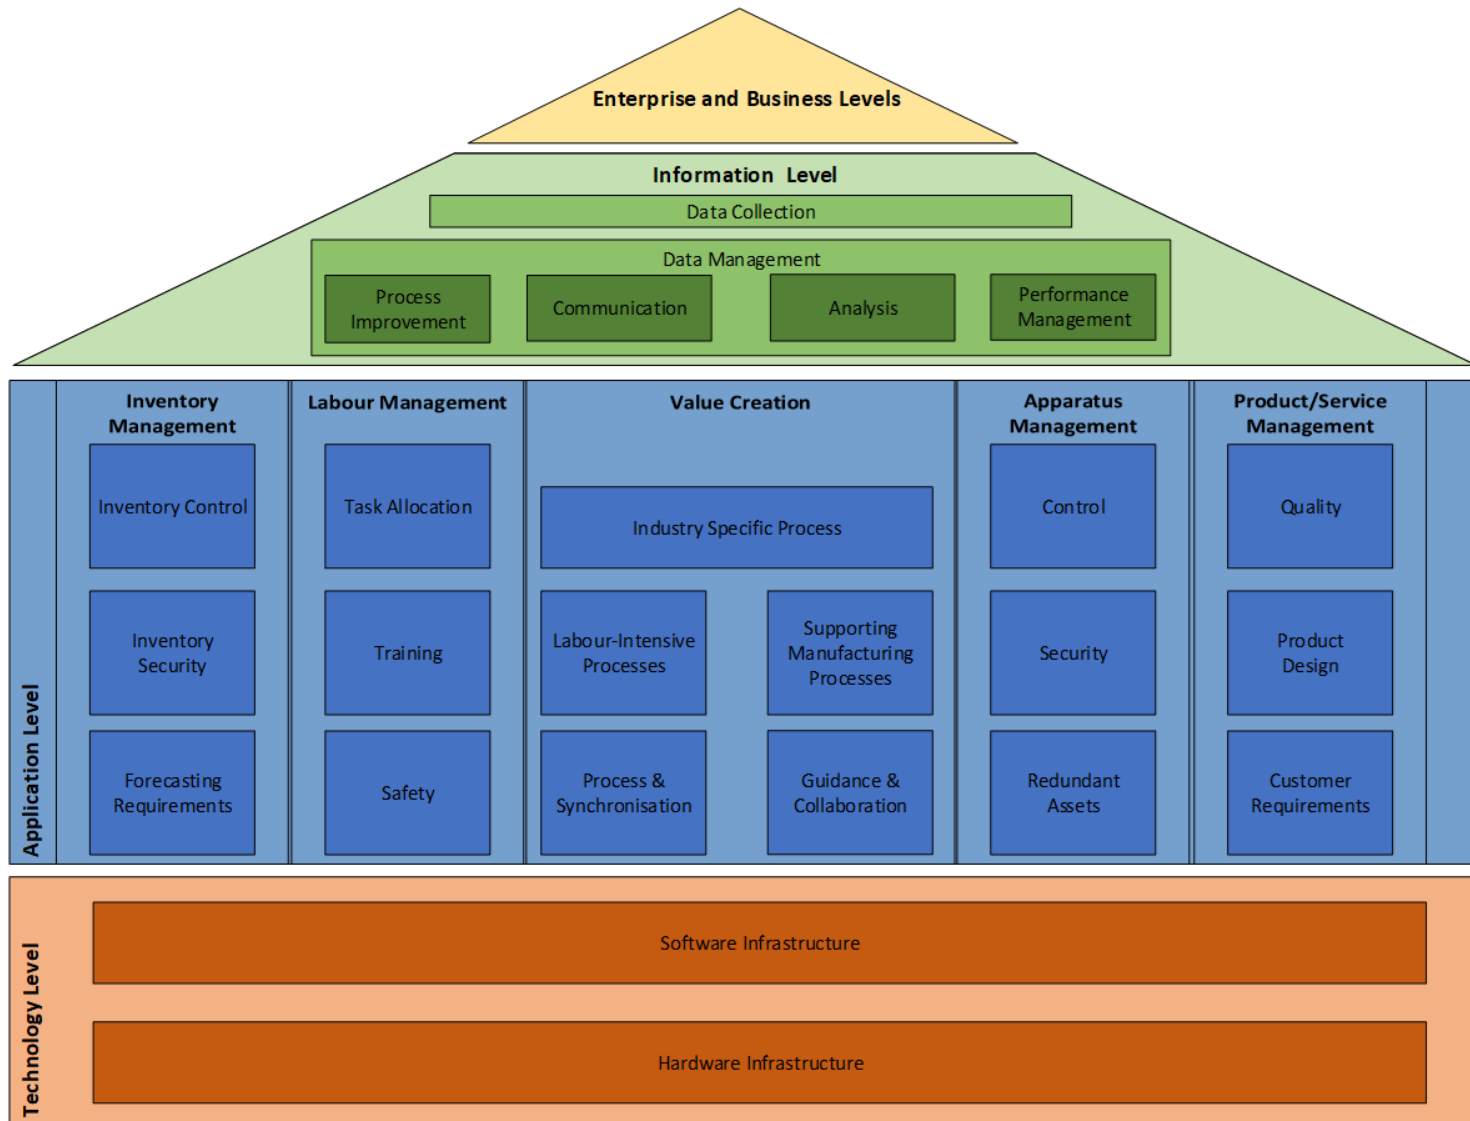 Enterprise and Business Levels
Information Level
Data Collection
Data Management
Process
Improvement
Communication
Analysis
Performance
Management
Application Level
Inventory
Management
Inventory Control
Inventory
Security
Forecasting
Requirements
Labour Management
Task Allocation
Training
Safety
Value Creation
Industry Specific Process
Labour-Intensive
Processes
Supporting
Manufacturing
Processes
Process &
Synchronisation
Guidance &
Collaboration
Apparatus
Management
Control
Security
Redundant
Assets
Product/Service
Management
Quality
Product
Design
Customer
Requirements
Technology Level
Software Infrastructure
Hardware Infrastructure